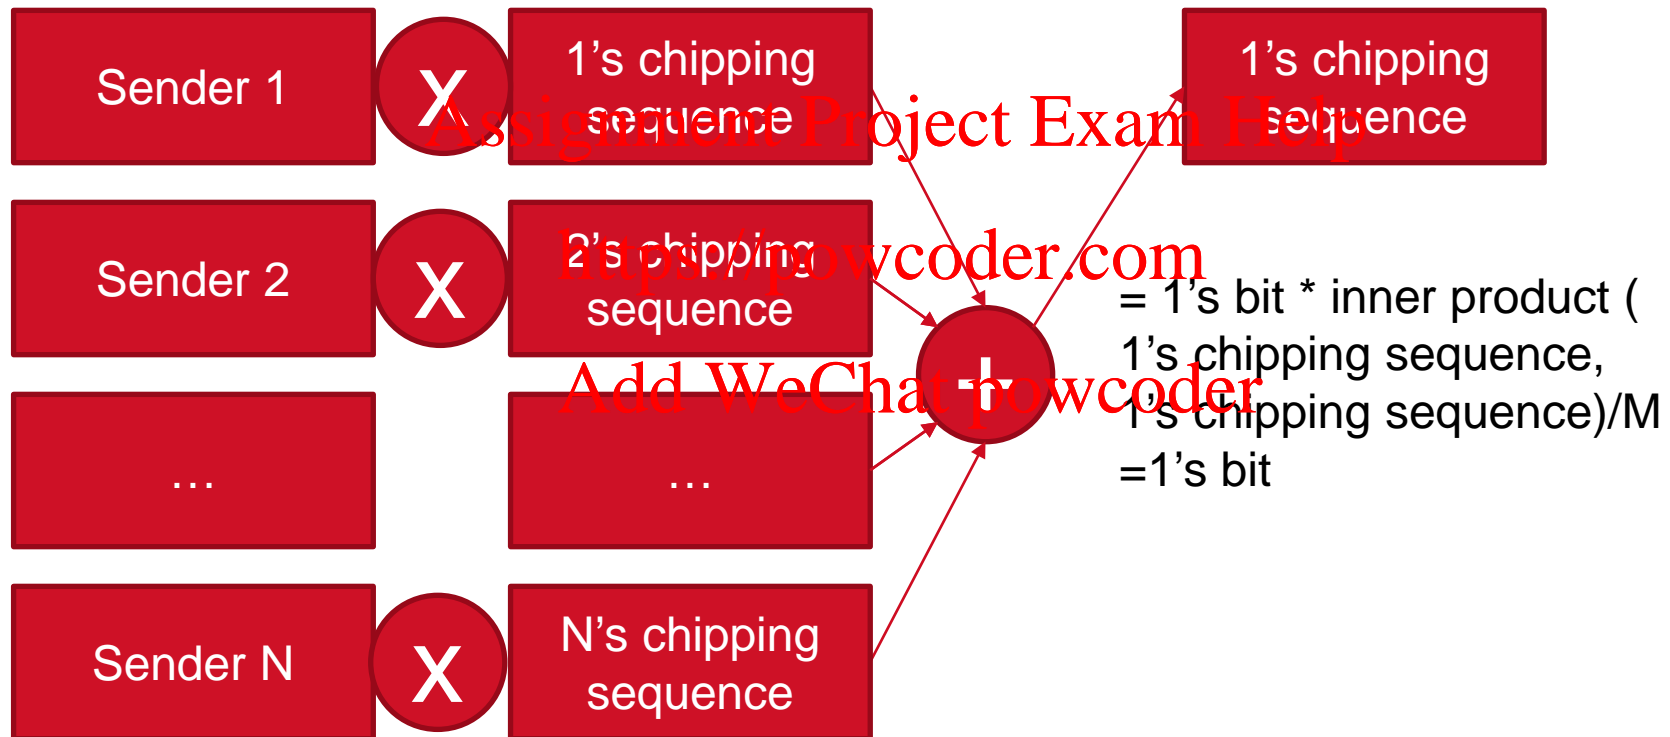 Sender 1
x
1’s chipping
sequence
1’s chipping
sequence
Assignment Project Exam Help
Sender 2
x
2’s chipping
sequence
https://powcoder.com
= 1’s bit * inner product (
1’s chipping sequence,
1’s chipping sequence)/M
=1’s bit
+
Add WeChat powcoder
…
…
Sender N
x
N’s chipping
sequence